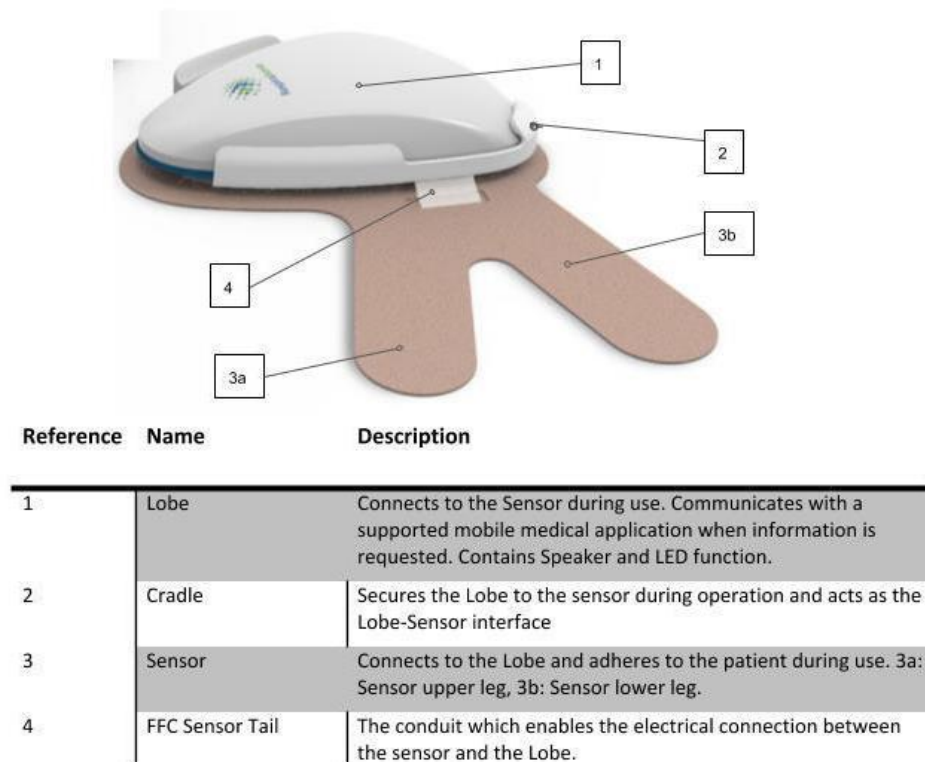 1
2
3b
4
3a
Reference Name Description
1 Lobe Connects to the Sensor during use. Communicates with a
supported mobile medical application when information is
requested. Contains Speaker and LED function.
2 Cradle Secures the Lobe to the sensor during operation and acts as the
Lobe-Sensor interface
3 Sensor Connects to the Lobe and adheres to the patient during use. 3a:
Sensor upper leg, 3b: Sensor lower leg.
4 FFC Sensor Tail The conduit which enables the electrical connection between
the sensor and the Lobe.